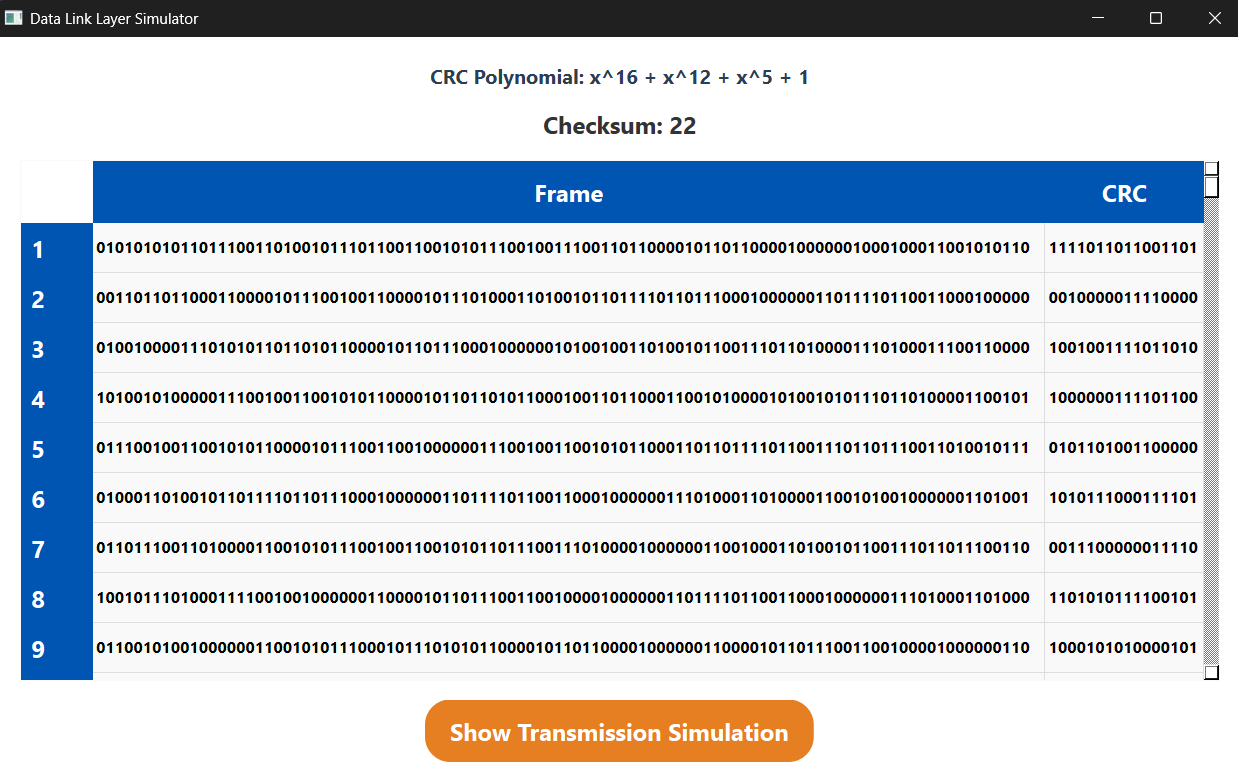 Data Link Layer Simulator
CRC Polynomial: x^16 + x^12 + x^5 + 1
Checksum: 22
Frame CRC
1 0101010101101110011010010111011001100101011100100111001101100001011011000010000001000100011001010110 1111011011001101
2 0011011011000110000101110010011000010111010001101001011011110110111000100000011011110110011000100000 0010000011110000
3 0100100001110101011011010110000101101110001000000101001001101001011011101101000011101000111001​10000 1001001111011010
4 1010010100000111001001100101011000010110110101100010011011000110010100001010010101110110100001100101 1000000111101100
5 0111001001100101011000010111001100100000011100100110010101100011011011110110011101101110011010010111 0101101001100000
6 0100011010010110111101101110001000000110111101100110001000000111010001101000011001010010000001101001 1010111000111101
7 0110111001101000011001010111001001100101011011100111010000100000011001000110100101100111011011100110 0011100000011110
8 1001011101000111100100100000011000010110111001100100001000000110111101100110001000000111010001101000 1101010111100101
9 0110010100100000011001010111000101110101011000010110110000100000011000010110111001100100001000000110 1000101010000101
Show Transmission Simulation